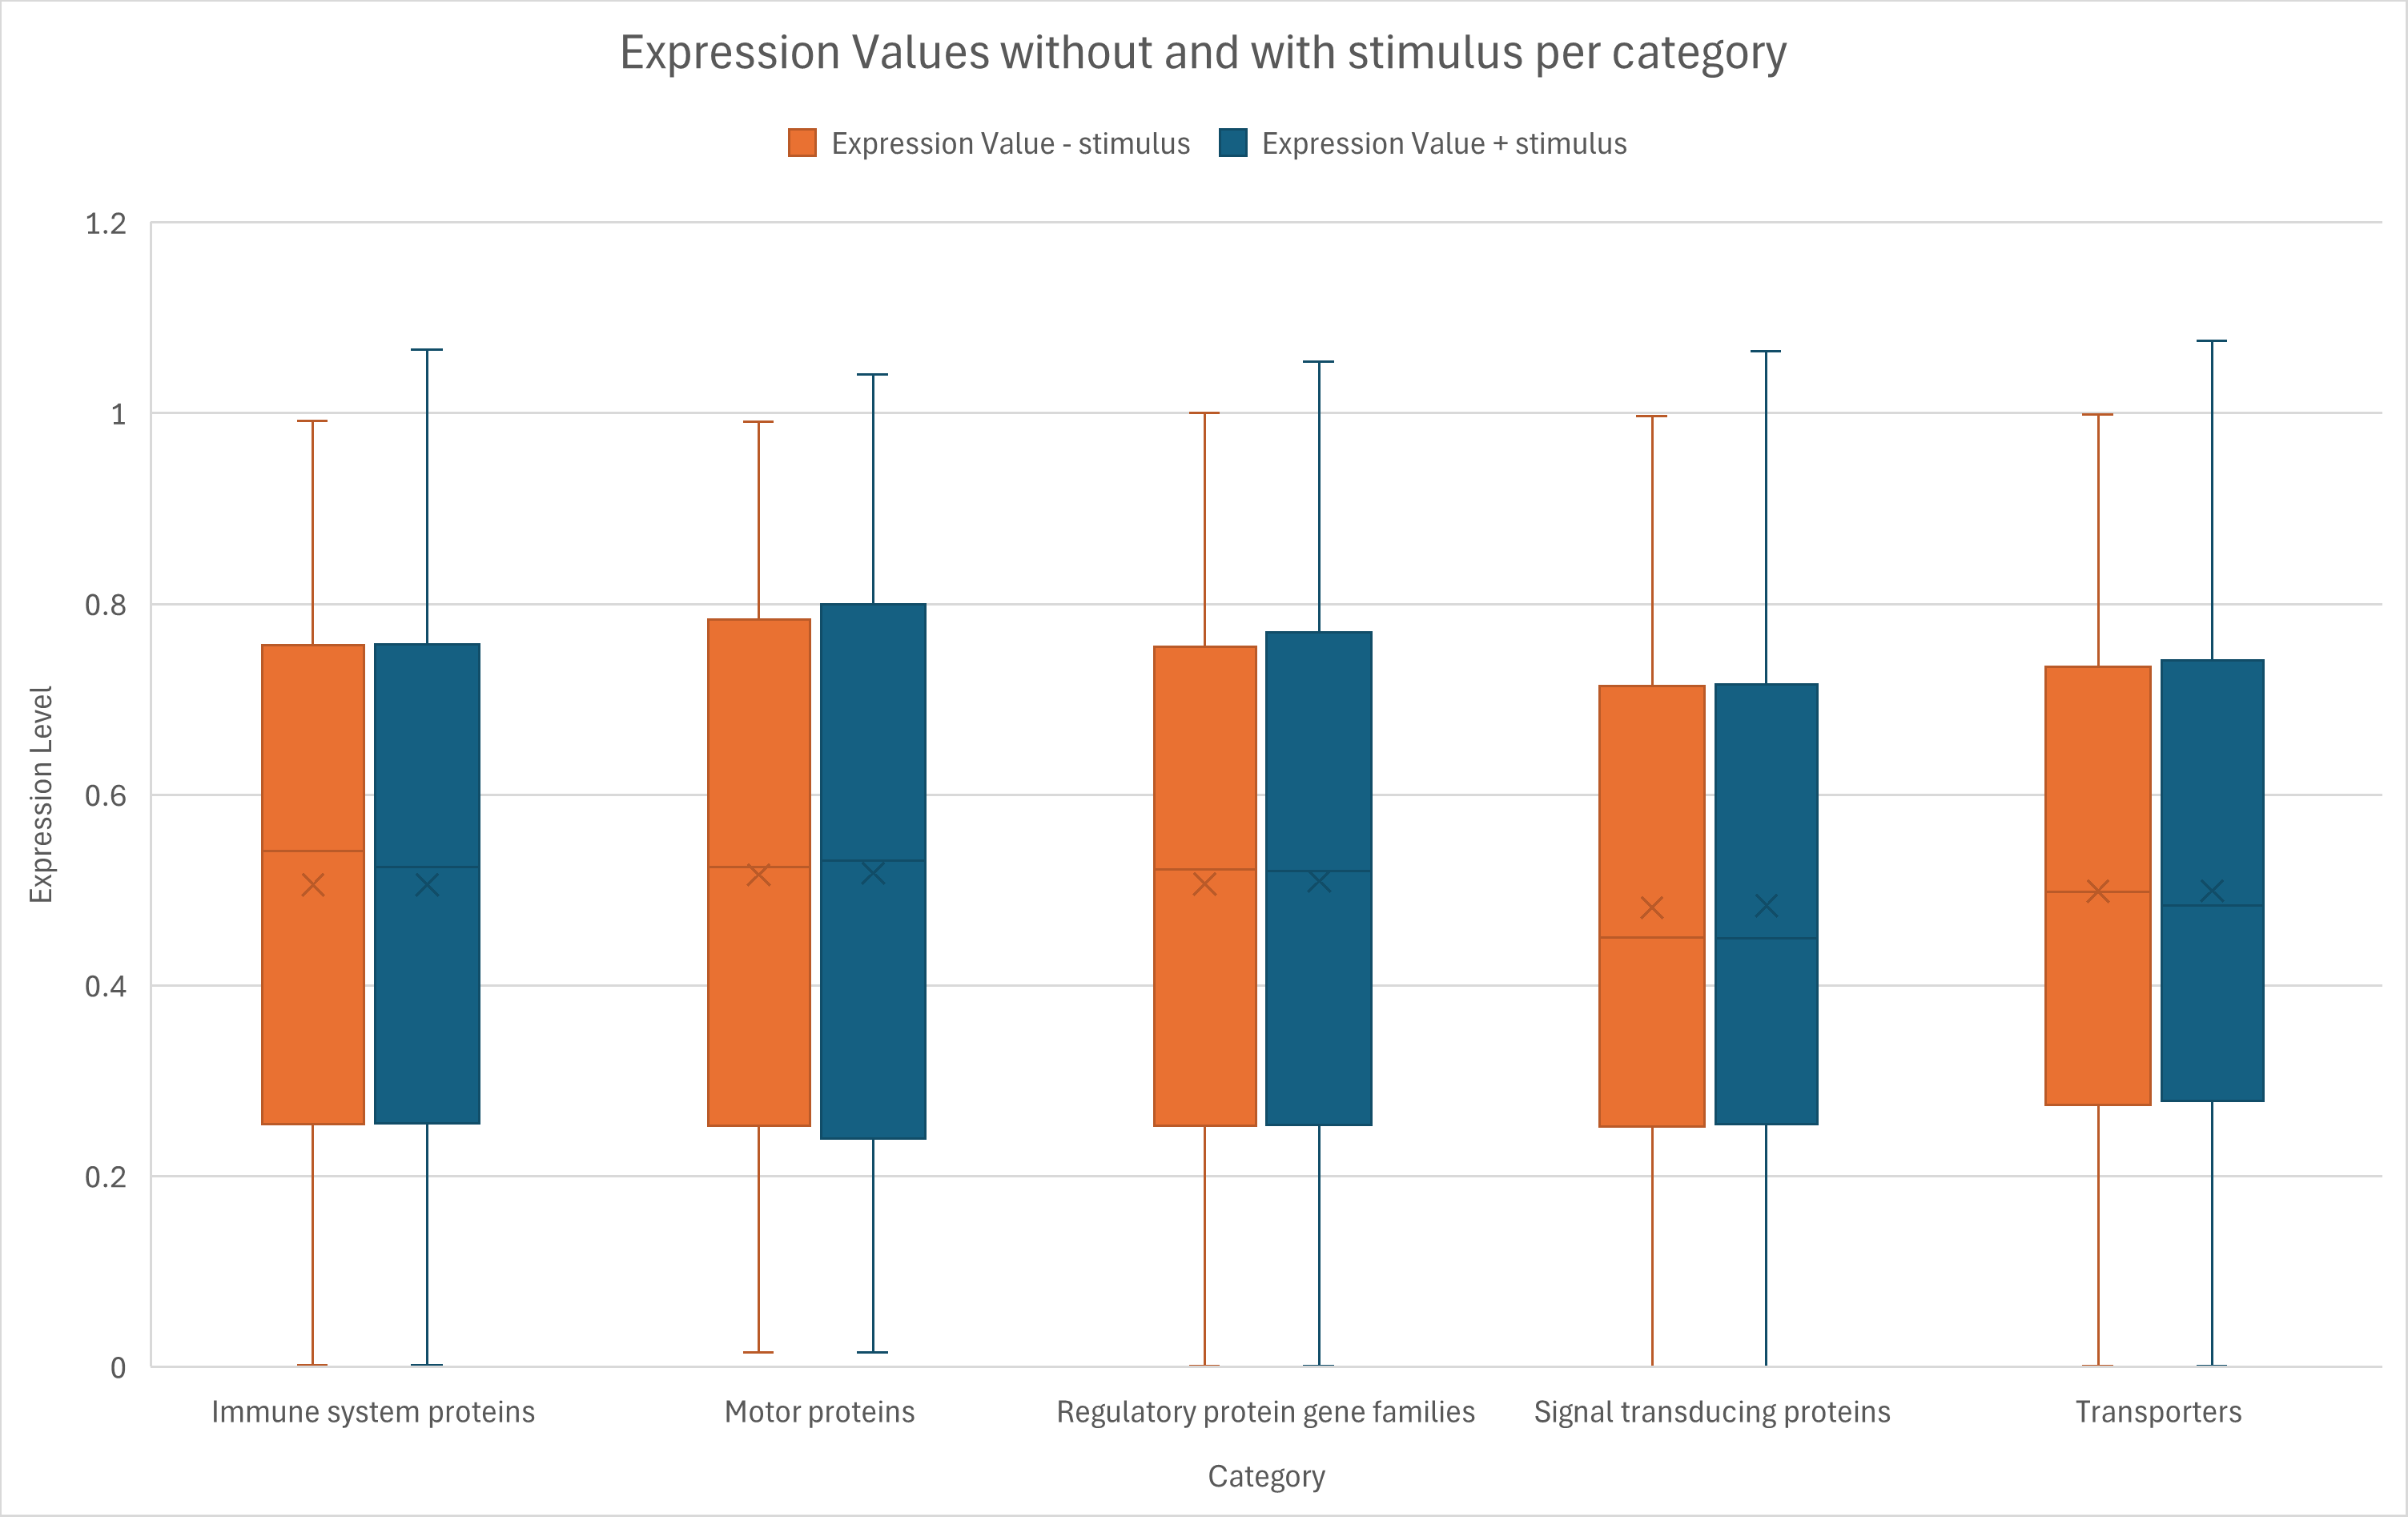 Expression Values without and with stimulus per category
Expression Value - stimulus Expression Value + stimulus
1.2
1
0.8
0.6
0.4
0.2
0
Expression Level
Immune system proteins Motor proteins Regulatory protein gene families Signal transducing proteins Transporters
Category